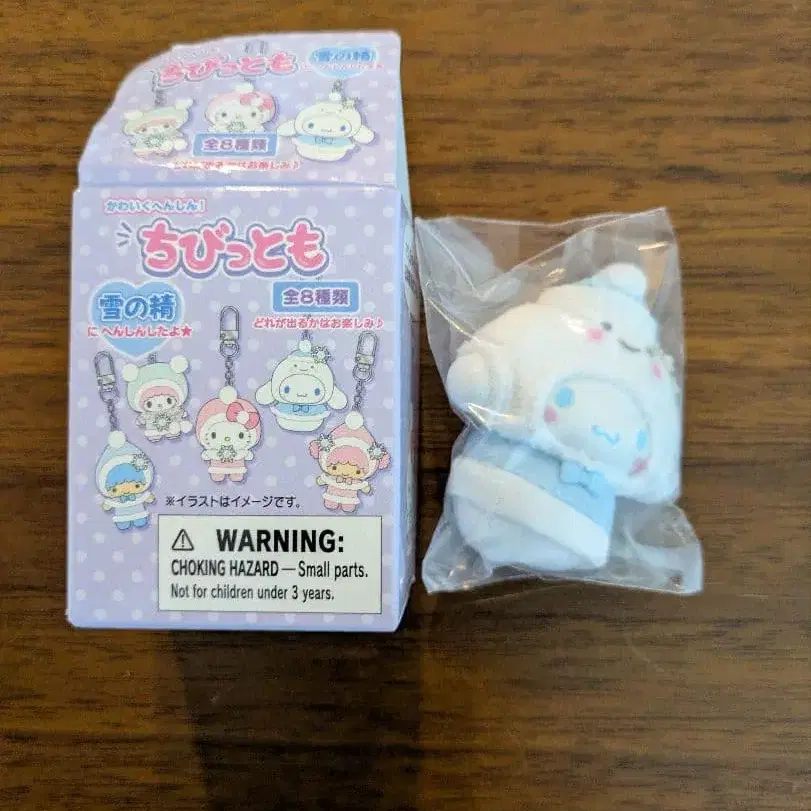 ちびっとも
雪の精
全8種類
かわいくへんしん!
ちびっとも
雪の精
にへんしんしたよ★
全8種類
どれが出るかはお楽しみ♪
※イラストはイメージです。
⚠ WARNING:
CHOKING HAZARD — Small parts.
Not for children under 3 years.